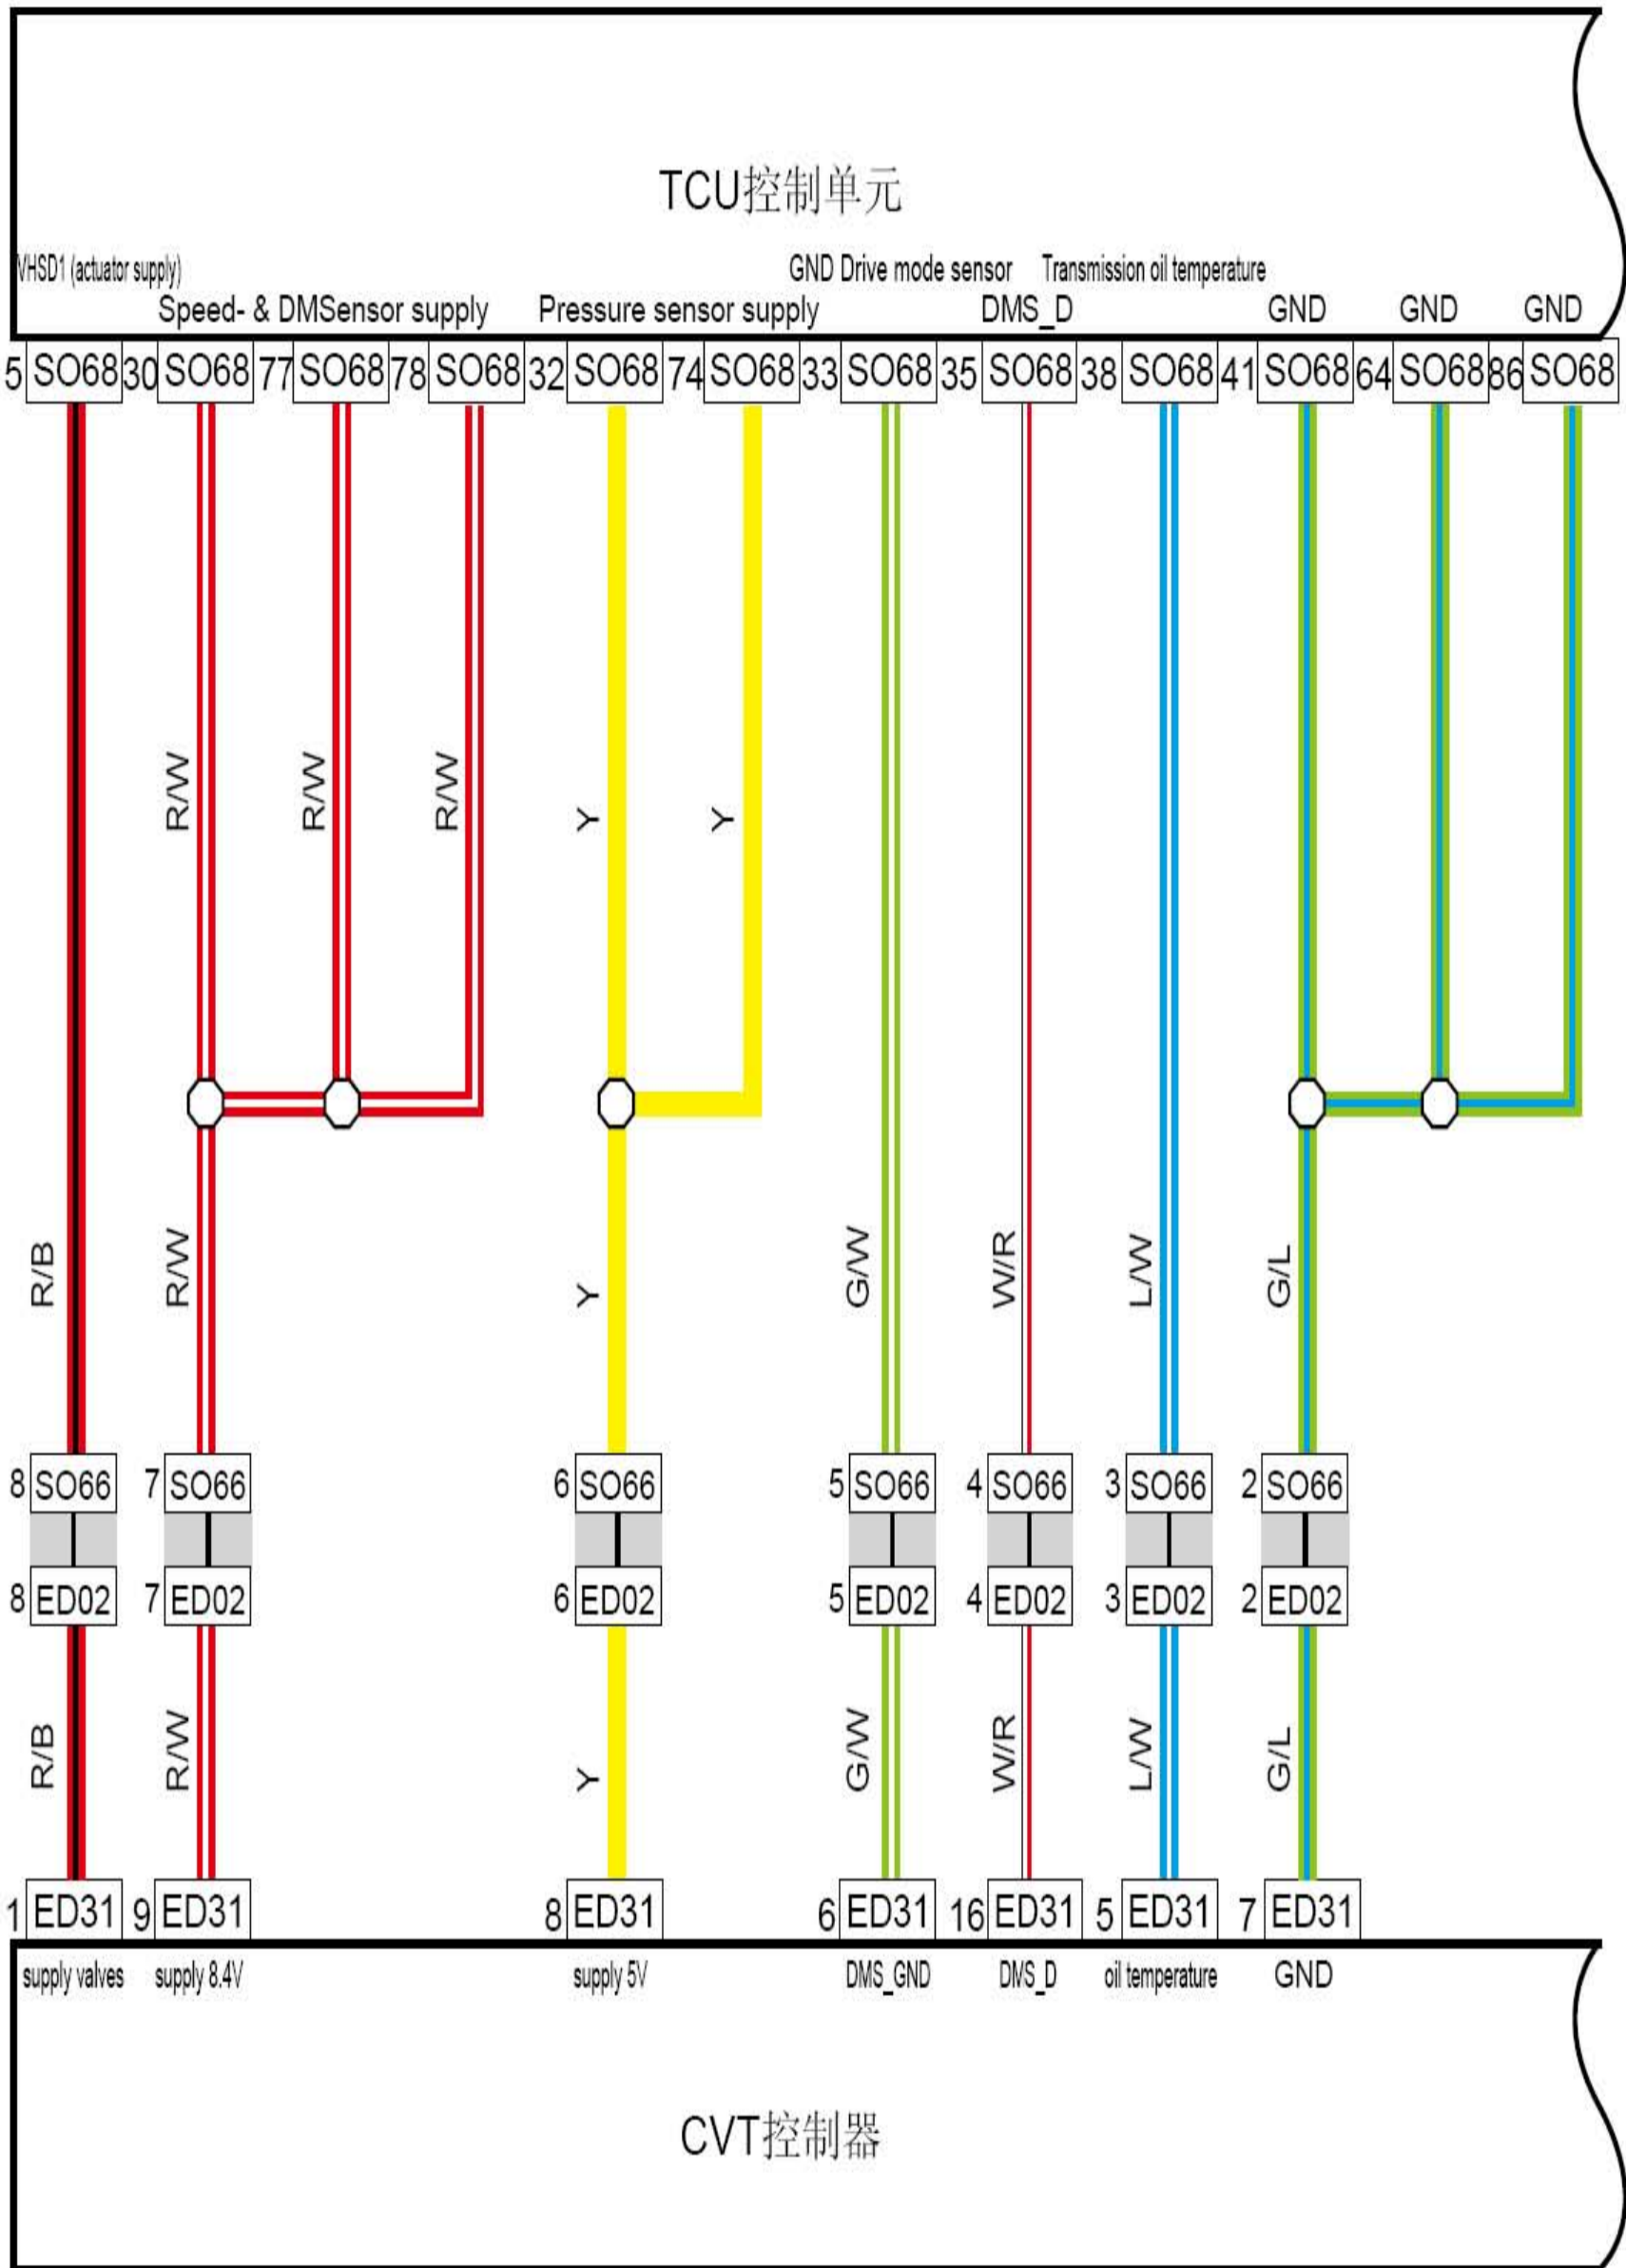 TCU控制单元
VHSD1 (actuator supply)
GND Drive mode sensor
Transmission oil temperature
Speed- & DMSensor supply
Pressure sensor supply
DMS_D
GND
GND
GND
5 SO68 30 SO68 77 SO68 78 SO68 32 SO68 74 SO68 33 SO68 35 SO68 38 SO68 41 SO68 64 SO68 86 SO68
R/W R/W R/W Y Y
R/B R/W Y G/W W/R L/W G/L
8 SO66 7 SO66 6 SO66 5 SO66 4 SO66 3 SO66 2 SO66
8 ED02 7 ED02 6 ED02 5 ED02 4 ED02 3 ED02 2 ED02
R/B R/W Y G/W W/R L/W G/L
1 ED31 9 ED31 8 ED31 6 ED31 16 ED31 5 ED31 7 ED31
supply valves supply 8.4V supply 5V DMS_GND DMS_D oil temperature GND
CVT控制器